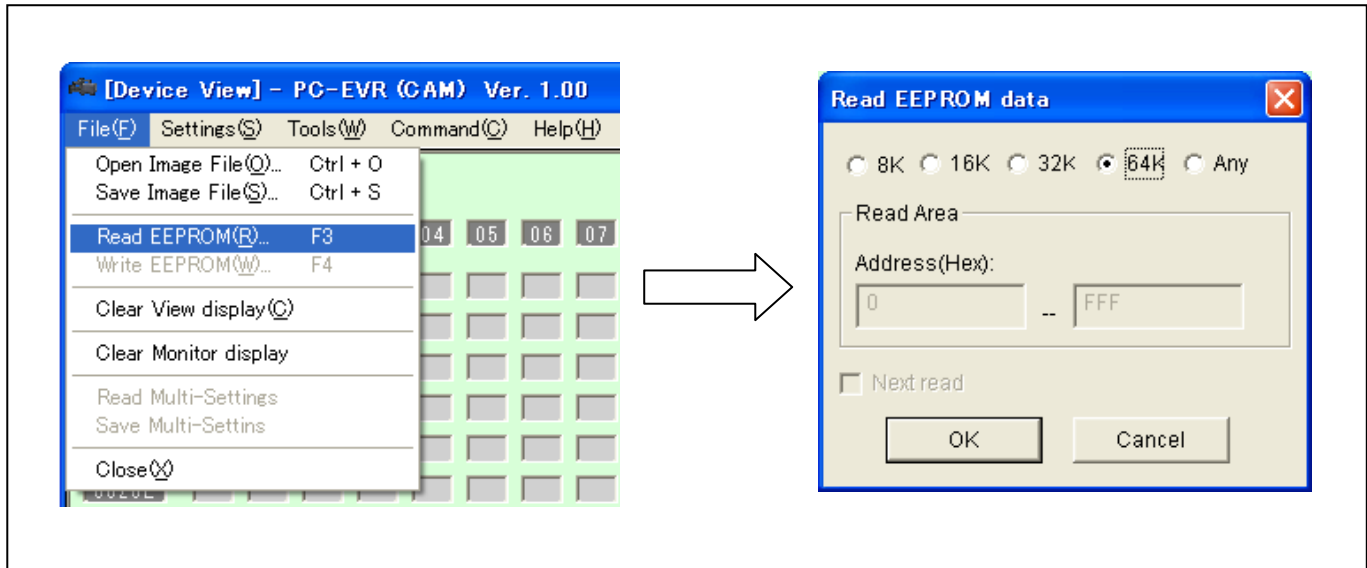 [Device View] - PC-EVR (CAM) Ver. 1.00
File(F) Settings(S) Tools(W) Command(C) Help(H)
Open Image File(O)... Ctrl + O
Save Image File(S)... Ctrl + S
Read EEPROM(R)... F3
Write EEPROM(W)... F4
Clear View display(C)
Clear Monitor display
Read Multi-Settings
Save Multi-Settins
Close(X)
04 05 06 07
Read EEPROM data
8K 16K 32K 64K Any
Read Area
Address(Hex):
0 -- FFF
Next read
OK Cancel